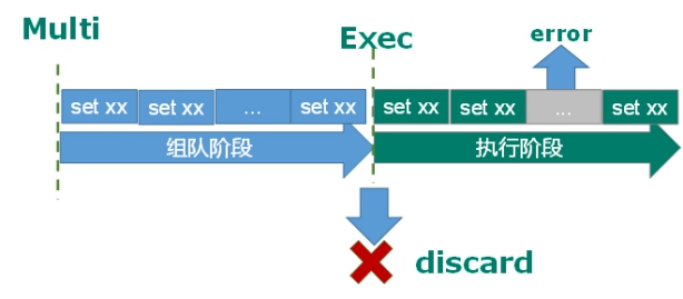 Multi
Exec
error
set xx set xx ... set xx set xx set xx ... set xx
组队阶段 执行阶段
discard